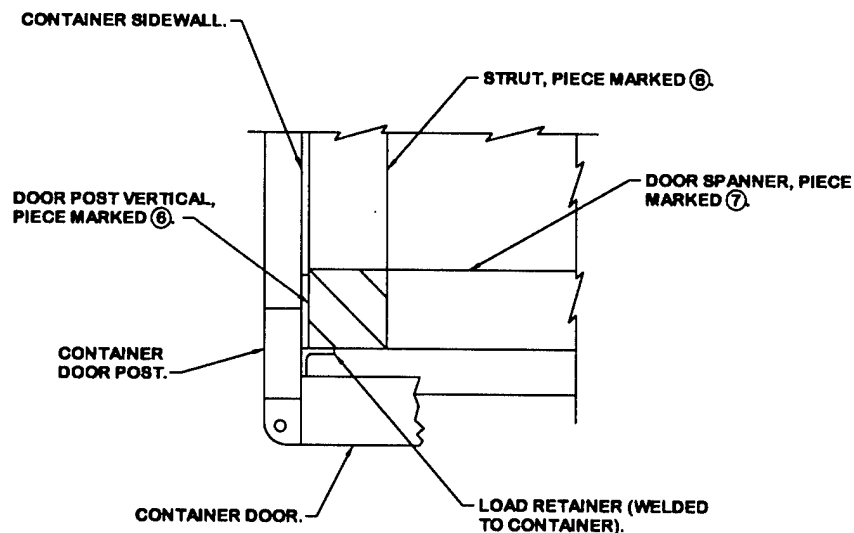 CONTAINER SIDEWALL.
STRUT, PIECE MARKED ⑧.
DOOR POST VERTICAL,
PIECE MARKED ⑥.
DOOR SPANNER, PIECE
MARKED ⑦.
CONTAINER
DOOR POST.
CONTAINER DOOR.
LOAD RETAINER (WELDED
TO CONTAINER).